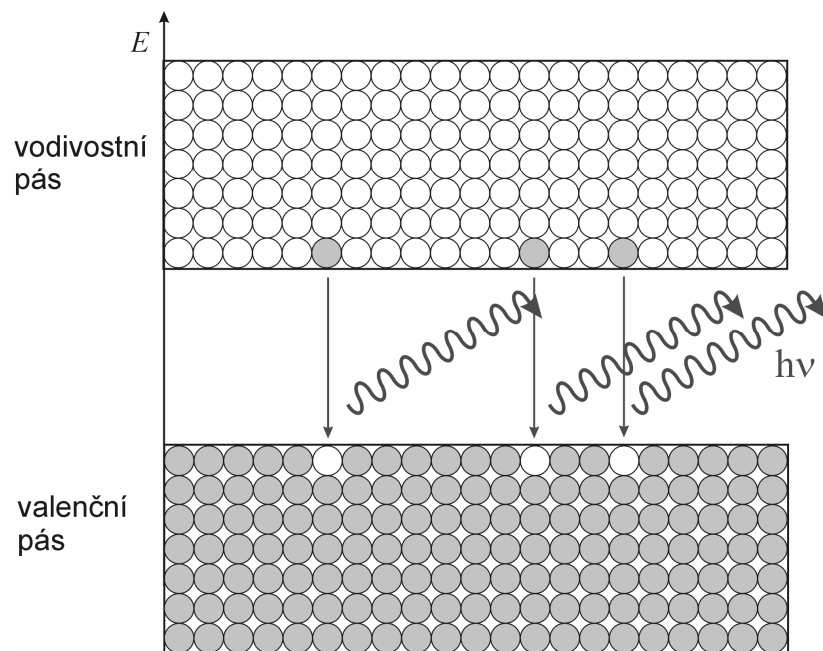 E
vodivostní
pás
hν
valenční
pás